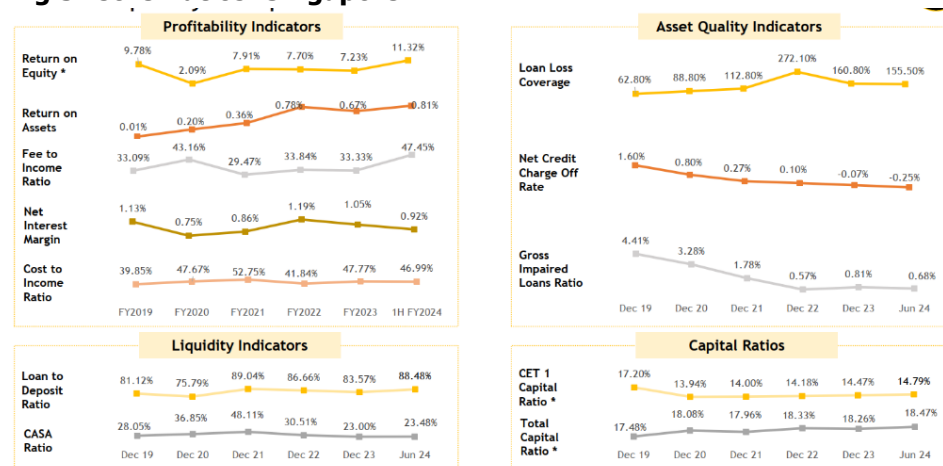 Profitability Indicators
Return on
Equity *
9.78% 2.09% 7.91% 7.70% 7.23% 11.32%
Return on
Assets
0.01% 0.20% 0.36% 0.78% 0.67% 0.81%
Fee to
Income
Ratio
33.09% 43.16% 29.47% 33.84% 33.33% 47.45%
Net
Interest
Margin
1.13% 0.75% 0.86% 1.19% 1.05% 0.92%
Cost to
Income
Ratio
39.85% 47.67% 52.75% 41.84% 47.77% 46.99%
FY2019 FY2020 FY2021 FY2022 FY2023 1H FY2024
Asset Quality Indicators
Loan Loss
Coverage
62.80% 88.80% 112.80% 272.10% 160.80% 155.50%
Net Credit
Charge Off
Rate
1.60% 0.80% 0.27% 0.10% -0.07% -0.25%
Gross
Impaired
Loans Ratio
4.41% 3.28% 1.78% 0.57% 0.81% 0.68%
Dec 19 Dec 20 Dec 21 Dec 22 Dec 23 Jun 24
Liquidity Indicators
Loan to
Deposit
Ratio
81.12% 75.79% 89.04% 86.66% 83.57% 88.48%
CASA
Ratio
28.05% 36.85% 48.11% 30.51% 23.00% 23.48%
Dec 19 Dec 20 Dec 21 Dec 22 Dec 23 Jun 24
Capital Ratios
CET 1
Capital
Ratio *
17.20% 13.94% 14.00% 14.18% 14.47% 14.79%
Total
Capital
Ratio *
17.48% 18.08% 17.96% 18.33% 18.26% 18.47%
Dec 19 Dec 20 Dec 21 Dec 22 Dec 23 Jun 24